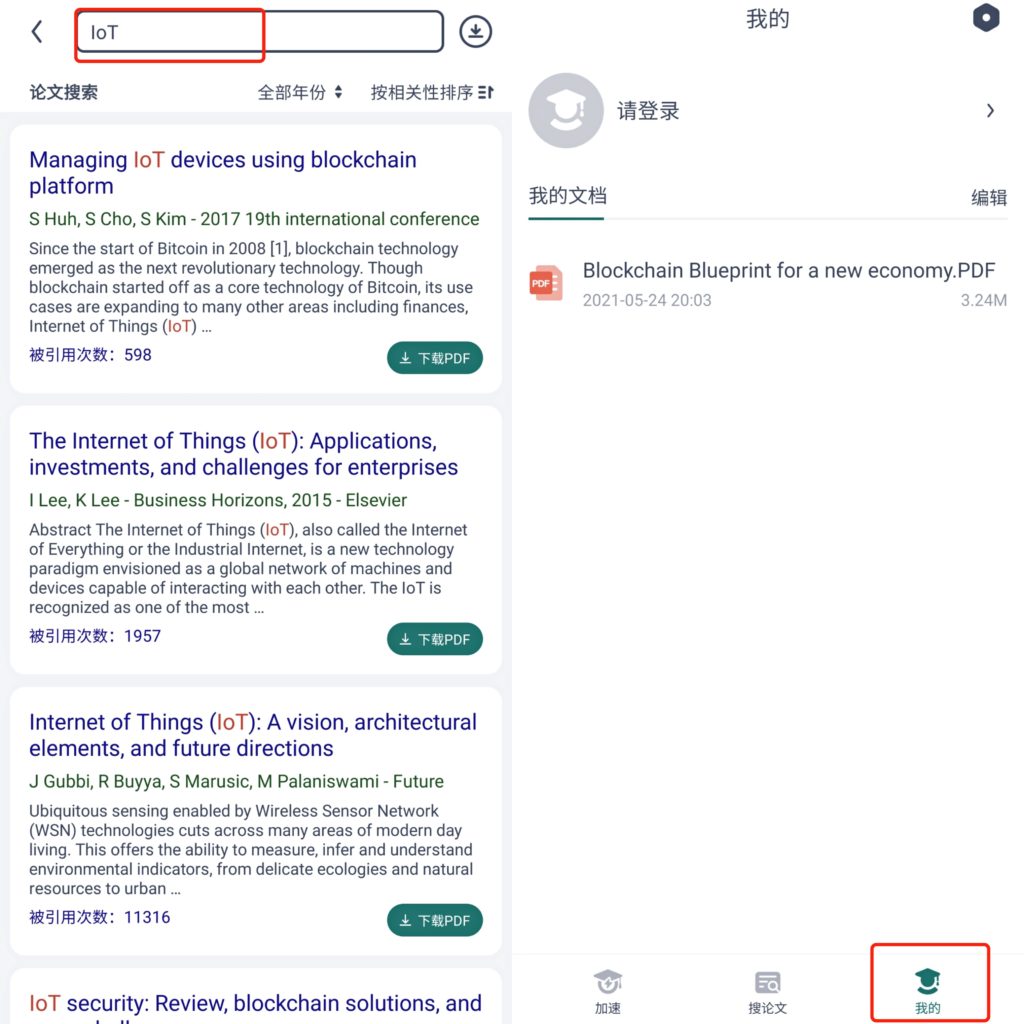 IoT
论文搜索
全部年份
按相关性排序
Managing IoT devices using blockchain
platform
S Huh, S Cho, S Kim - 2017 19th international conference
Since the start of Bitcoin in 2008 [1], blockchain technology
emerged as the next revolutionary technology. Though
blockchain started off as a core technology of Bitcoin, its use
cases are expanding to many other areas including finances,
Internet of Things (IoT) ...
被引用次数：598
下载PDF
The Internet of Things (IoT): Applications,
investments, and challenges for enterprises
I Lee, K Lee - Business Horizons, 2015 - Elsevier
Abstract The Internet of Things (IoT), also called the Internet
of Everything or the Industrial Internet, is a new technology
paradigm envisioned as a global network of machines and
devices capable of interacting with each other. The IoT is
recognized as one of the most ...
被引用次数：1957
下载PDF
Internet of Things (IoT): A vision, architectural
elements, and future directions
J Gubbi, R Buyya, S Marusic, M Palaniswami - Future
Ubiquitous sensing enabled by Wireless Sensor Network
(WSN) technologies cuts across many areas of modern day
living. This offers the ability to measure, infer and understand
environmental indicators, from delicate ecologies and natural
resources to urban ...
被引用次数：11316
下载PDF
IoT security: Review, blockchain solutions, and
我的
请登录
我的文档
编辑
PDF
Blockchain Blueprint for a new economy.PDF
2021-05-24 20:03
3.24M
加速
搜论文
我的